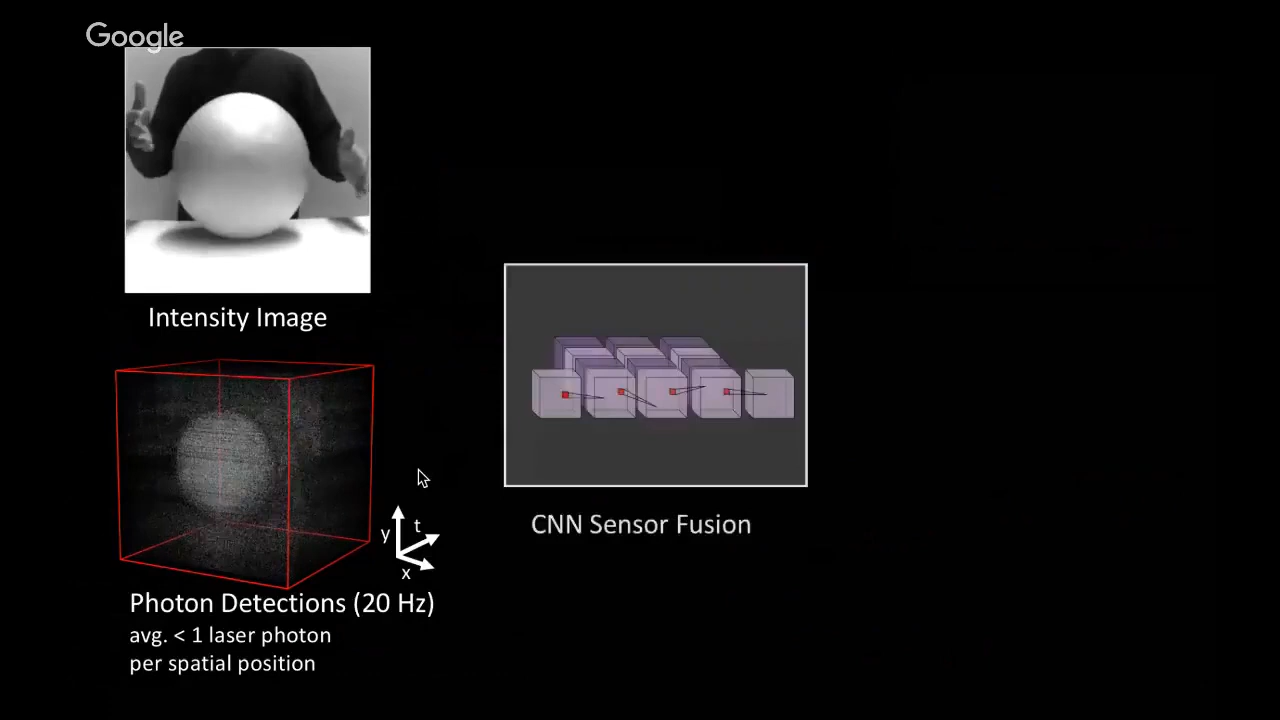 Google
Intensity Image
y
t
x
Photon Detections (20 Hz)
avg. < 1 laser photon
per spatial position
CNN Sensor Fusion